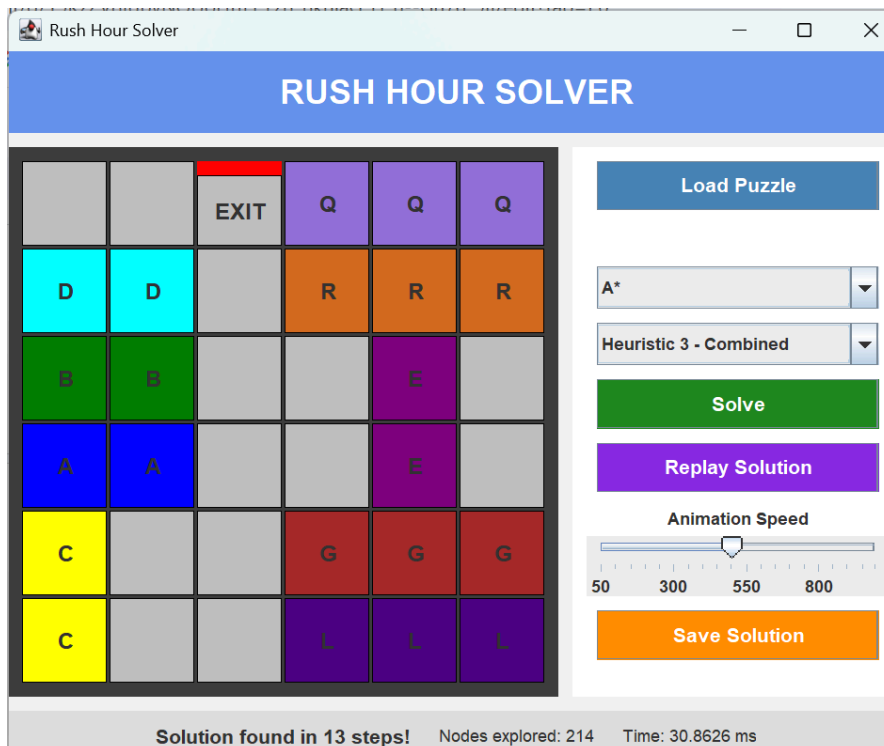 Rush Hour Solver
RUSH HOUR SOLVER
EXIT Q Q Q
D D R R R
B B E
A A E
C G G G
C L L L
Load Puzzle
A*
Heuristic 3 - Combined
Solve
Replay Solution
Animation Speed
50 300 550 800
Save Solution
Solution found in 13 steps! Nodes explored: 214 Time: 30.8626 ms